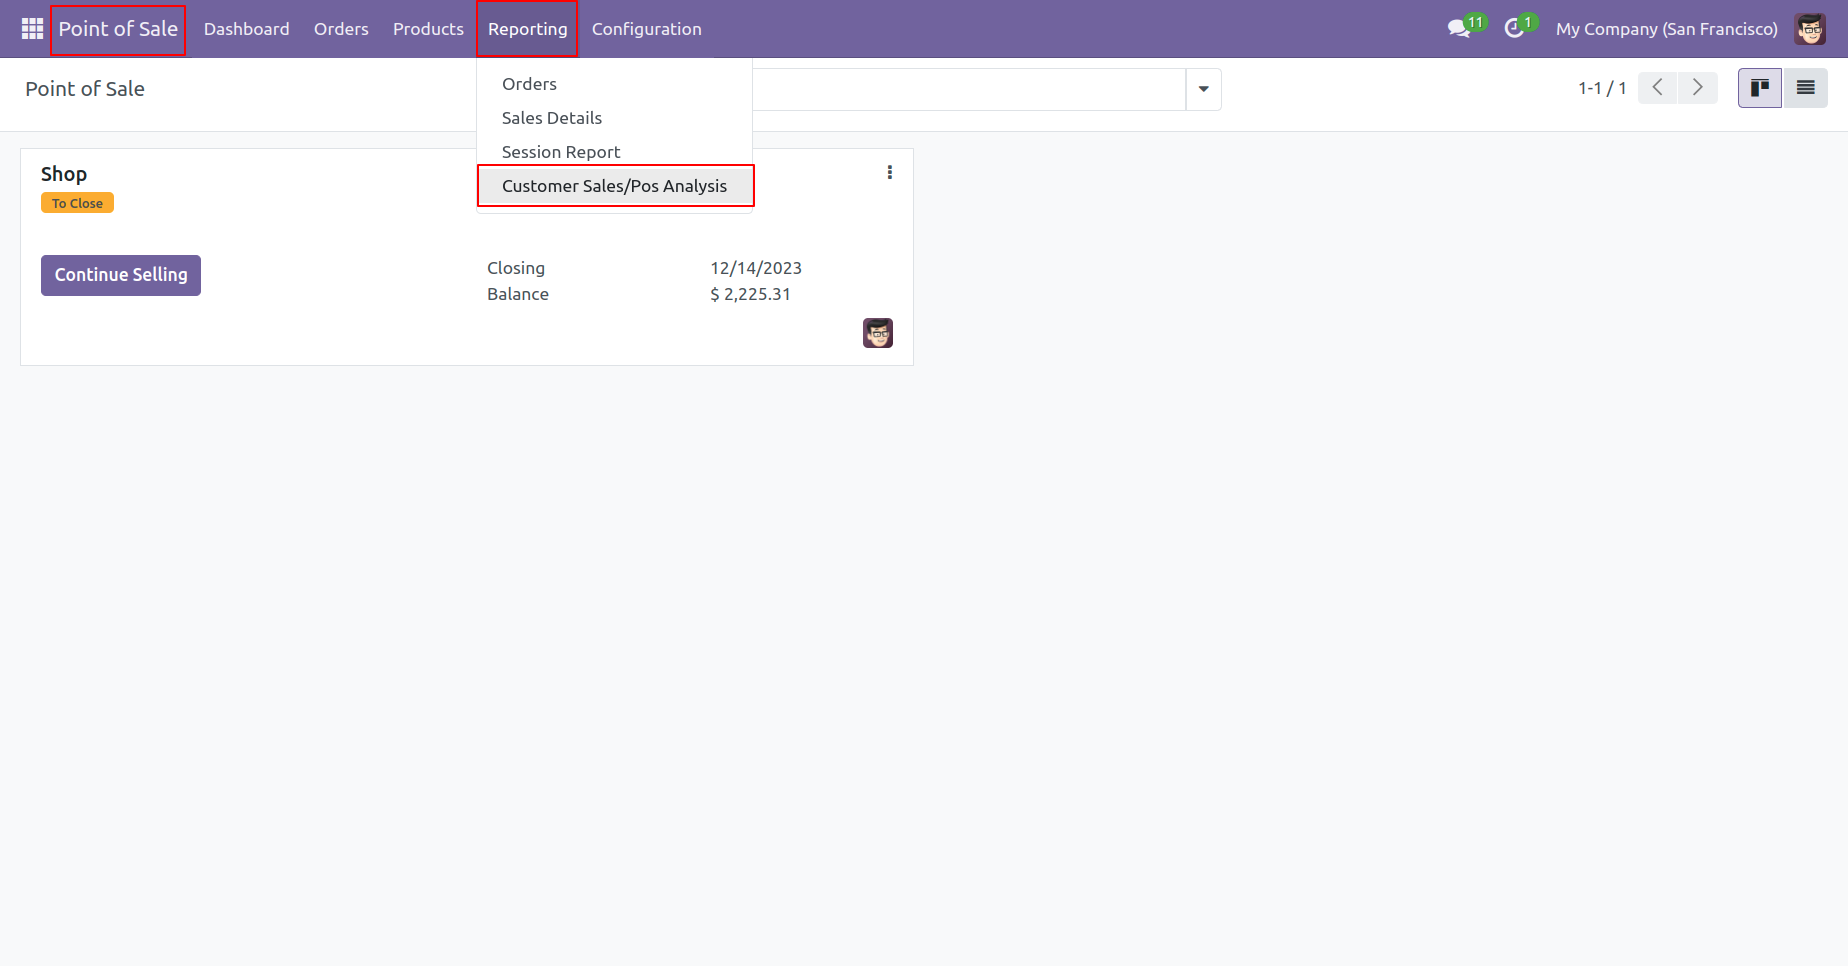 Point of Sale Dashboard Orders Products Reporting Configuration 11 1 My Company (San Francisco)
Point of Sale 1-1 / 1
Orders
Sales Details
Session Report
Customer Sales/Pos Analysis
Shop
To Close
Continue Selling
Closing 12/14/2023
Balance $ 2,225.31